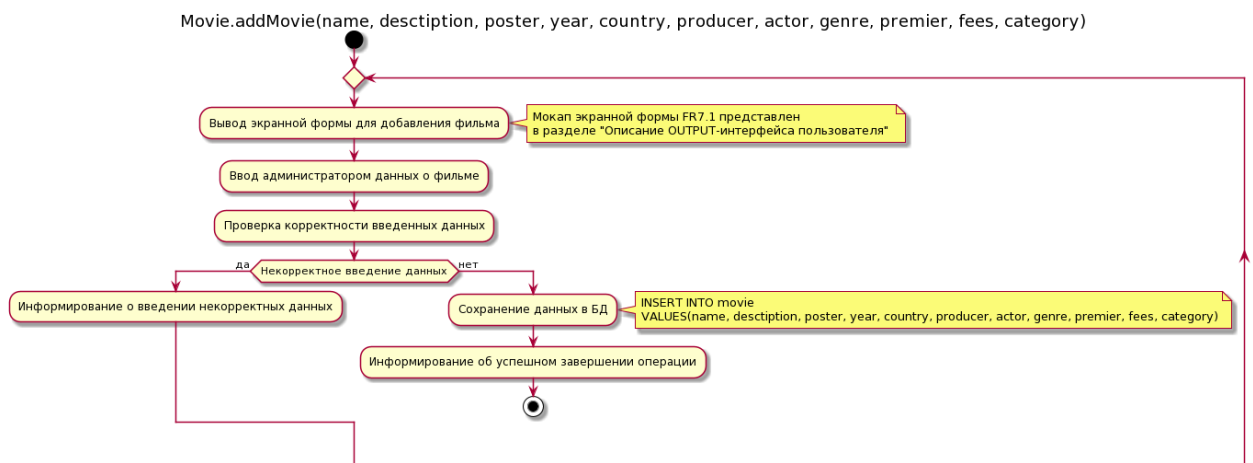 Movie.addMovie(name, desctiption, poster, year, country, producer, actor, genre, premier, fees, category)
Вывод экранной формы для добавления фильма
Мокап экранной формы FR7.1 представлен
в разделе "Описание OUTPUT-интерфейса пользователя"
Ввод администратором данных о фильме
Проверка корректности введенных данных
да
Некорректное введение данных
нет
Информирование о введении некорректных данных
Сохранение данных в БД
INSERT INTO movie
VALUES(name, desctiption, poster, year, country, producer, actor, genre, premier, fees, category)
Информирование об успешном завершении операции